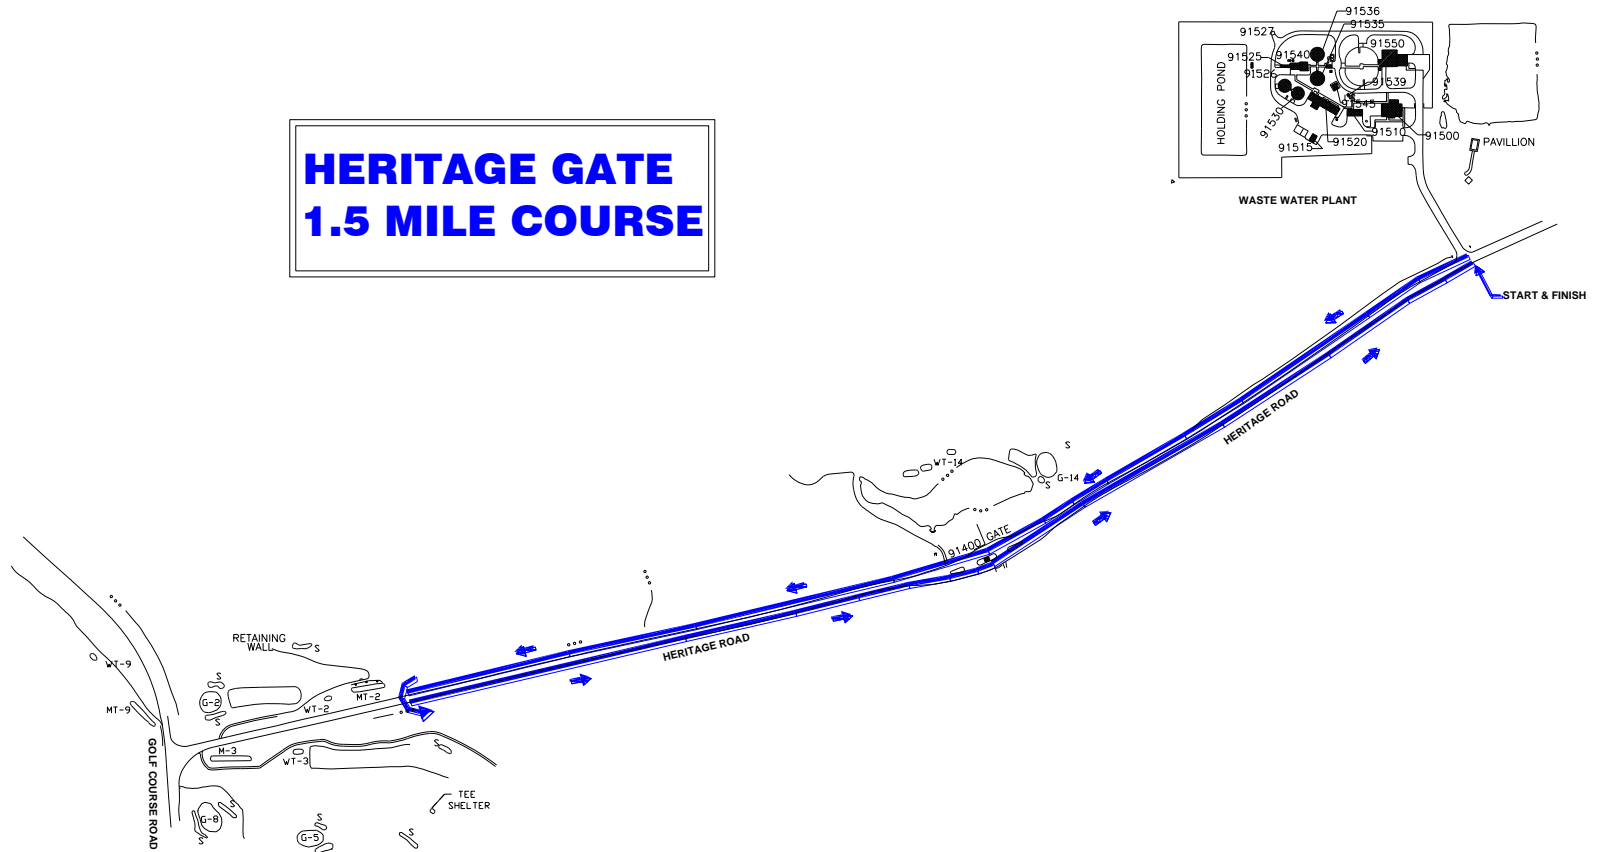 HERITAGE GATE
1.5 MILE COURSE
91536
91535
91527
91550
91525
91540
91526
91539
HOLDING POND
91545
91530
91510
91500
91515
91520
PAVILLION
WASTE WATER PLANT
START & FINISH
HERITAGE ROAD
S
WT-14
G-14
S
91400
GATE
HERITAGE ROAD
RETAINING
WALL
S
WT-9
S
G-2
MT-2
MT-9
WT-2
S
M-3
WT-3
S
GOLF COURSE ROAD
TEE
SHELTER
S
G-8
S
S
G-5
S